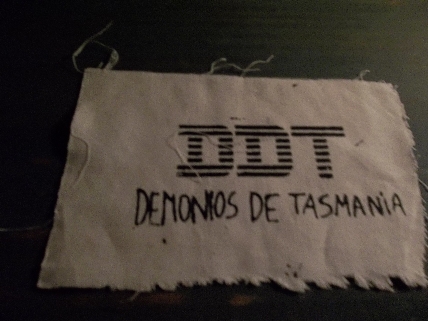 DDT
DEMONIOS DE TASMANiA